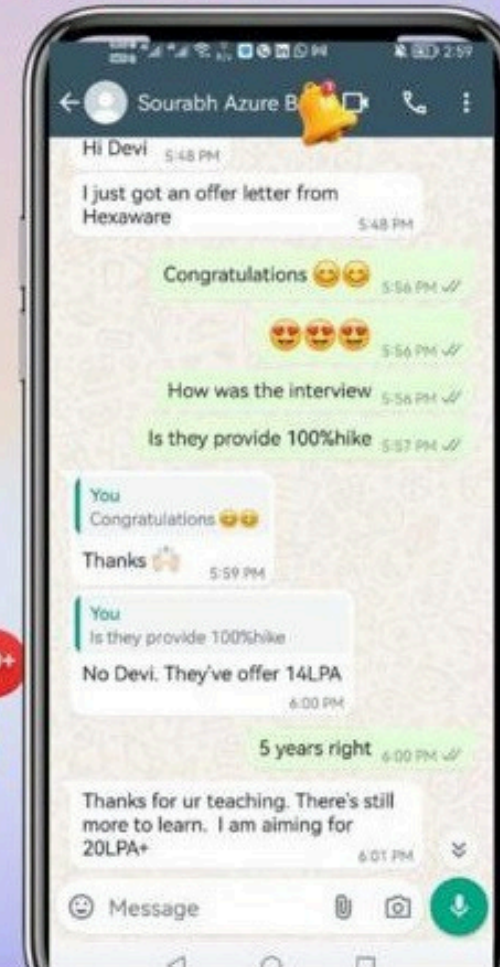 2:59
Sourabh Azure B
Hi Devi 5:48 PM
I just got an offer letter from
Hexaware 5:48 PM
Congratulations 😊😊 5:56 PM
😍😍😍 5:56 PM
How was the interview 5:56 PM
Is they provide 100%hike 5:57 PM
You
Congratulations 😊😊
Thanks 🙌🏻 5:59 PM
You
Is they provide 100%hike
No Devi. They've offer 14LPA
6:00 PM
5 years right 6:00 PM
Thanks for ur teaching. There's still
more to learn. I am aiming for
20LPA+ 6:01 PM
Message